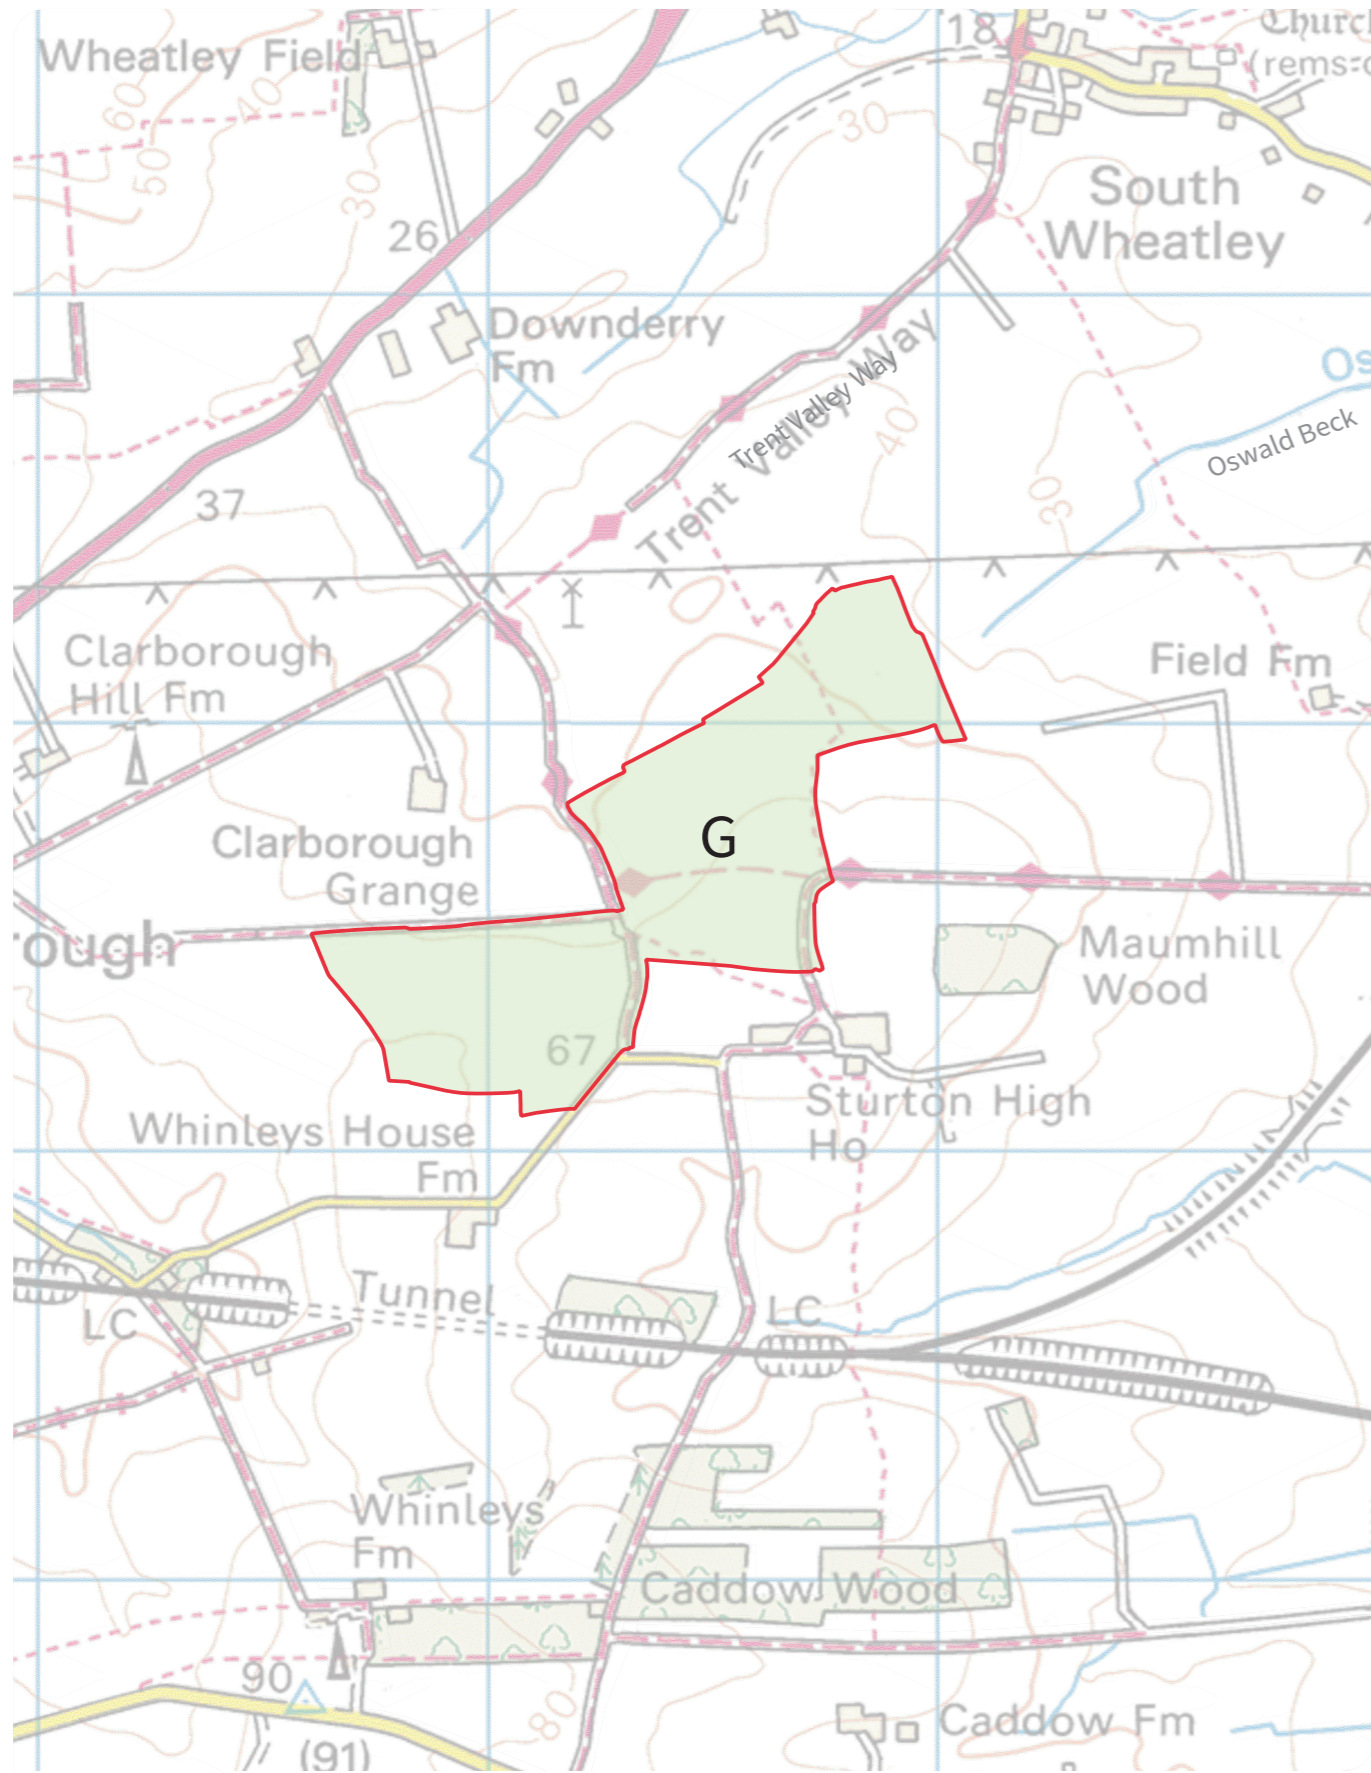 18
Church
(rems of
Wheatley Field
60
40
50
30
30
South
Wheatley
26
Downderry
Fm
Trent Valley Way
Trent Valley Way
40
Os
Oswald Beck
30
37
Clarborough
Hill Fm
Field Fm
G
Clarborough
Grange
rough
Maumhill
Wood
67
Sturton High
Ho
Whinleys House
Fm
Tunnel
LC
LC
Whinleys
Fm
Caddow Wood
90
80
Caddow Fm
(91)